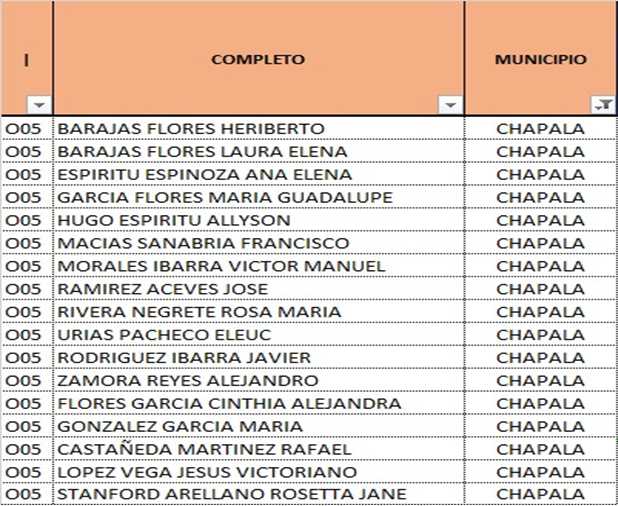 I COMPLETO MUNICIPIO
O05 BARAJAS FLORES HERIBERTO CHAPALA
O05 BARAJAS FLORES LAURA ELENA CHAPALA
O05 ESPIRITU ESPINOZA ANA ELENA CHAPALA
O05 GARCIA FLORES MARIA GUADALUPE CHAPALA
O05 HUGO ESPIRITU ALLYSON CHAPALA
O05 MACIAS SANABRIA FRANCISCO CHAPALA
O05 MORALES IBARRA VICTOR MANUEL CHAPALA
O05 RAMIREZ ACEVES JOSE CHAPALA
O05 RIVERA NEGRETE ROSA MARIA CHAPALA
O05 URIAS PACHECO ELEUC CHAPALA
O05 RODRIGUEZ IBARRA JAVIER CHAPALA
O05 ZAMORA REYES ALEJANDRO CHAPALA
O05 FLORES GARCIA CINTHIA ALEJANDRA CHAPALA
O05 GONZALEZ GARCIA MARIA CHAPALA
O05 CASTAÑEDA MARTINEZ RAFAEL CHAPALA
O05 LOPEZ VEGA JESUS VICTORIANO CHAPALA
O05 STANFORD ARELLANO ROSETTA JANE CHAPALA